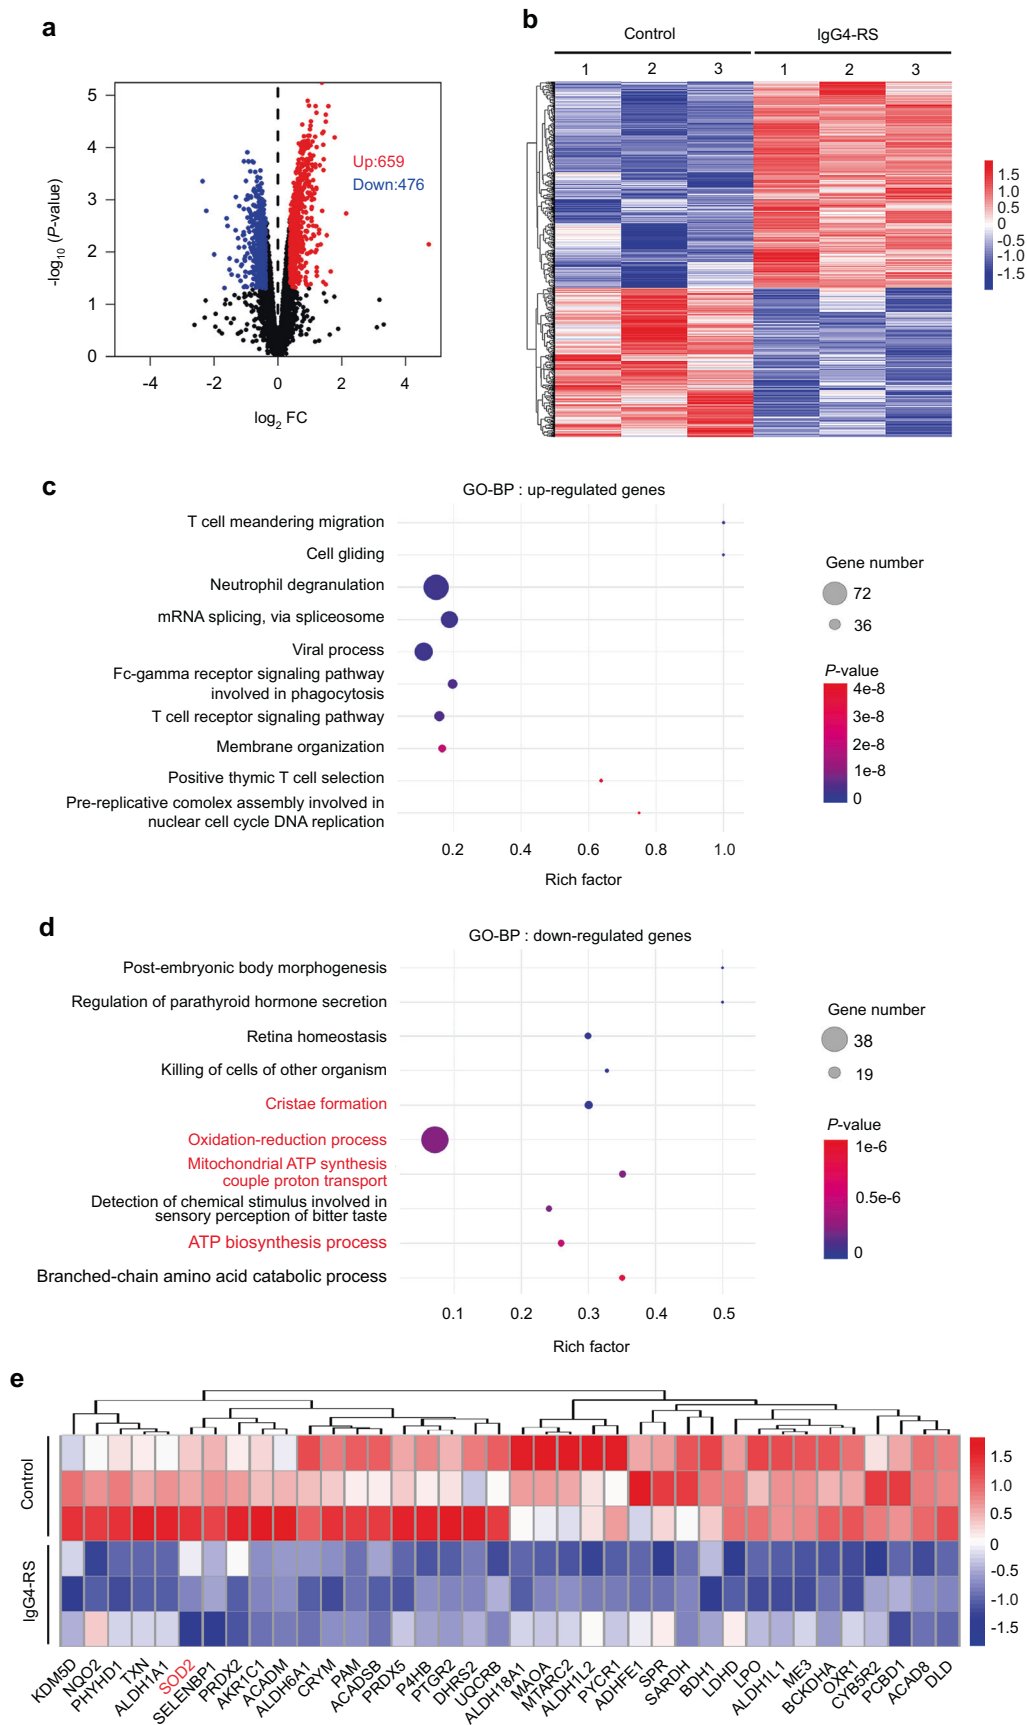 a
5
4
3
2
1
0
-log10 (P-value)
Up:659
Down:476
-4
-2
0
2
4
log2 FC
b
Control
IgG4-RS
1
2
3
1
2
3
1.5
1.0
0.5
0
-0.5
-1.0
-1.5
c
GO-BP : up-regulated genes
T cell meandering migration
Cell gliding
Neutrophil degranulation
mRNA splicing, via spliceosome
Viral process
Fc-gamma receptor signaling pathway
involved in phagocytosis
T cell receptor signaling pathway
Membrane organization
Positive thymic T cell selection
Pre-replicative comolex assembly involved in
nuclear cell cycle DNA replication
0.2
0.4
0.6
0.8
1.0
Rich factor
Gene number
72
36
P-value
4e-8
3e-8
2e-8
1e-8
0
d
GO-BP : down-regulated genes
Post-embryonic body morphogenesis
Regulation of parathyroid hormone secretion
Retina homeostasis
Killing of cells of other organism
Cristae formation
Oxidation-reduction process
Mitochondrial ATP synthesis
couple proton transport
Detection of chemical stimulus involved in
sensory perception of bitter taste
ATP biosynthesis process
Branched-chain amino acid catabolic process
0.1
0.2
0.3
0.4
0.5
Rich factor
Gene number
38
19
P-value
1e-6
0.5e-6
0
e
Control
IgG4-RS
1.5
1.0
0.5
0
-0.5
-1.0
-1.5
KDM5D
NQO2
PHYHD1
TXN
ALDH1A1
SOD2
SELENBP1
PRDX2
AKR1C1
ACADM
ALDH6A1
CRYM
PAM
ACADSB
PRDX5
P4HB
PTGR2
DHRS2
UQCRB
ALDH18A1
MAOA
MTARC2
ALDH1L2
PYCR1
ADHFE1
SPR
SARDH
BDH1
LDHD
LPO
ALDH1L1
ME3
BCKDHA
OXR1
CYB5R2
PCBD1
ACAD8
DLD